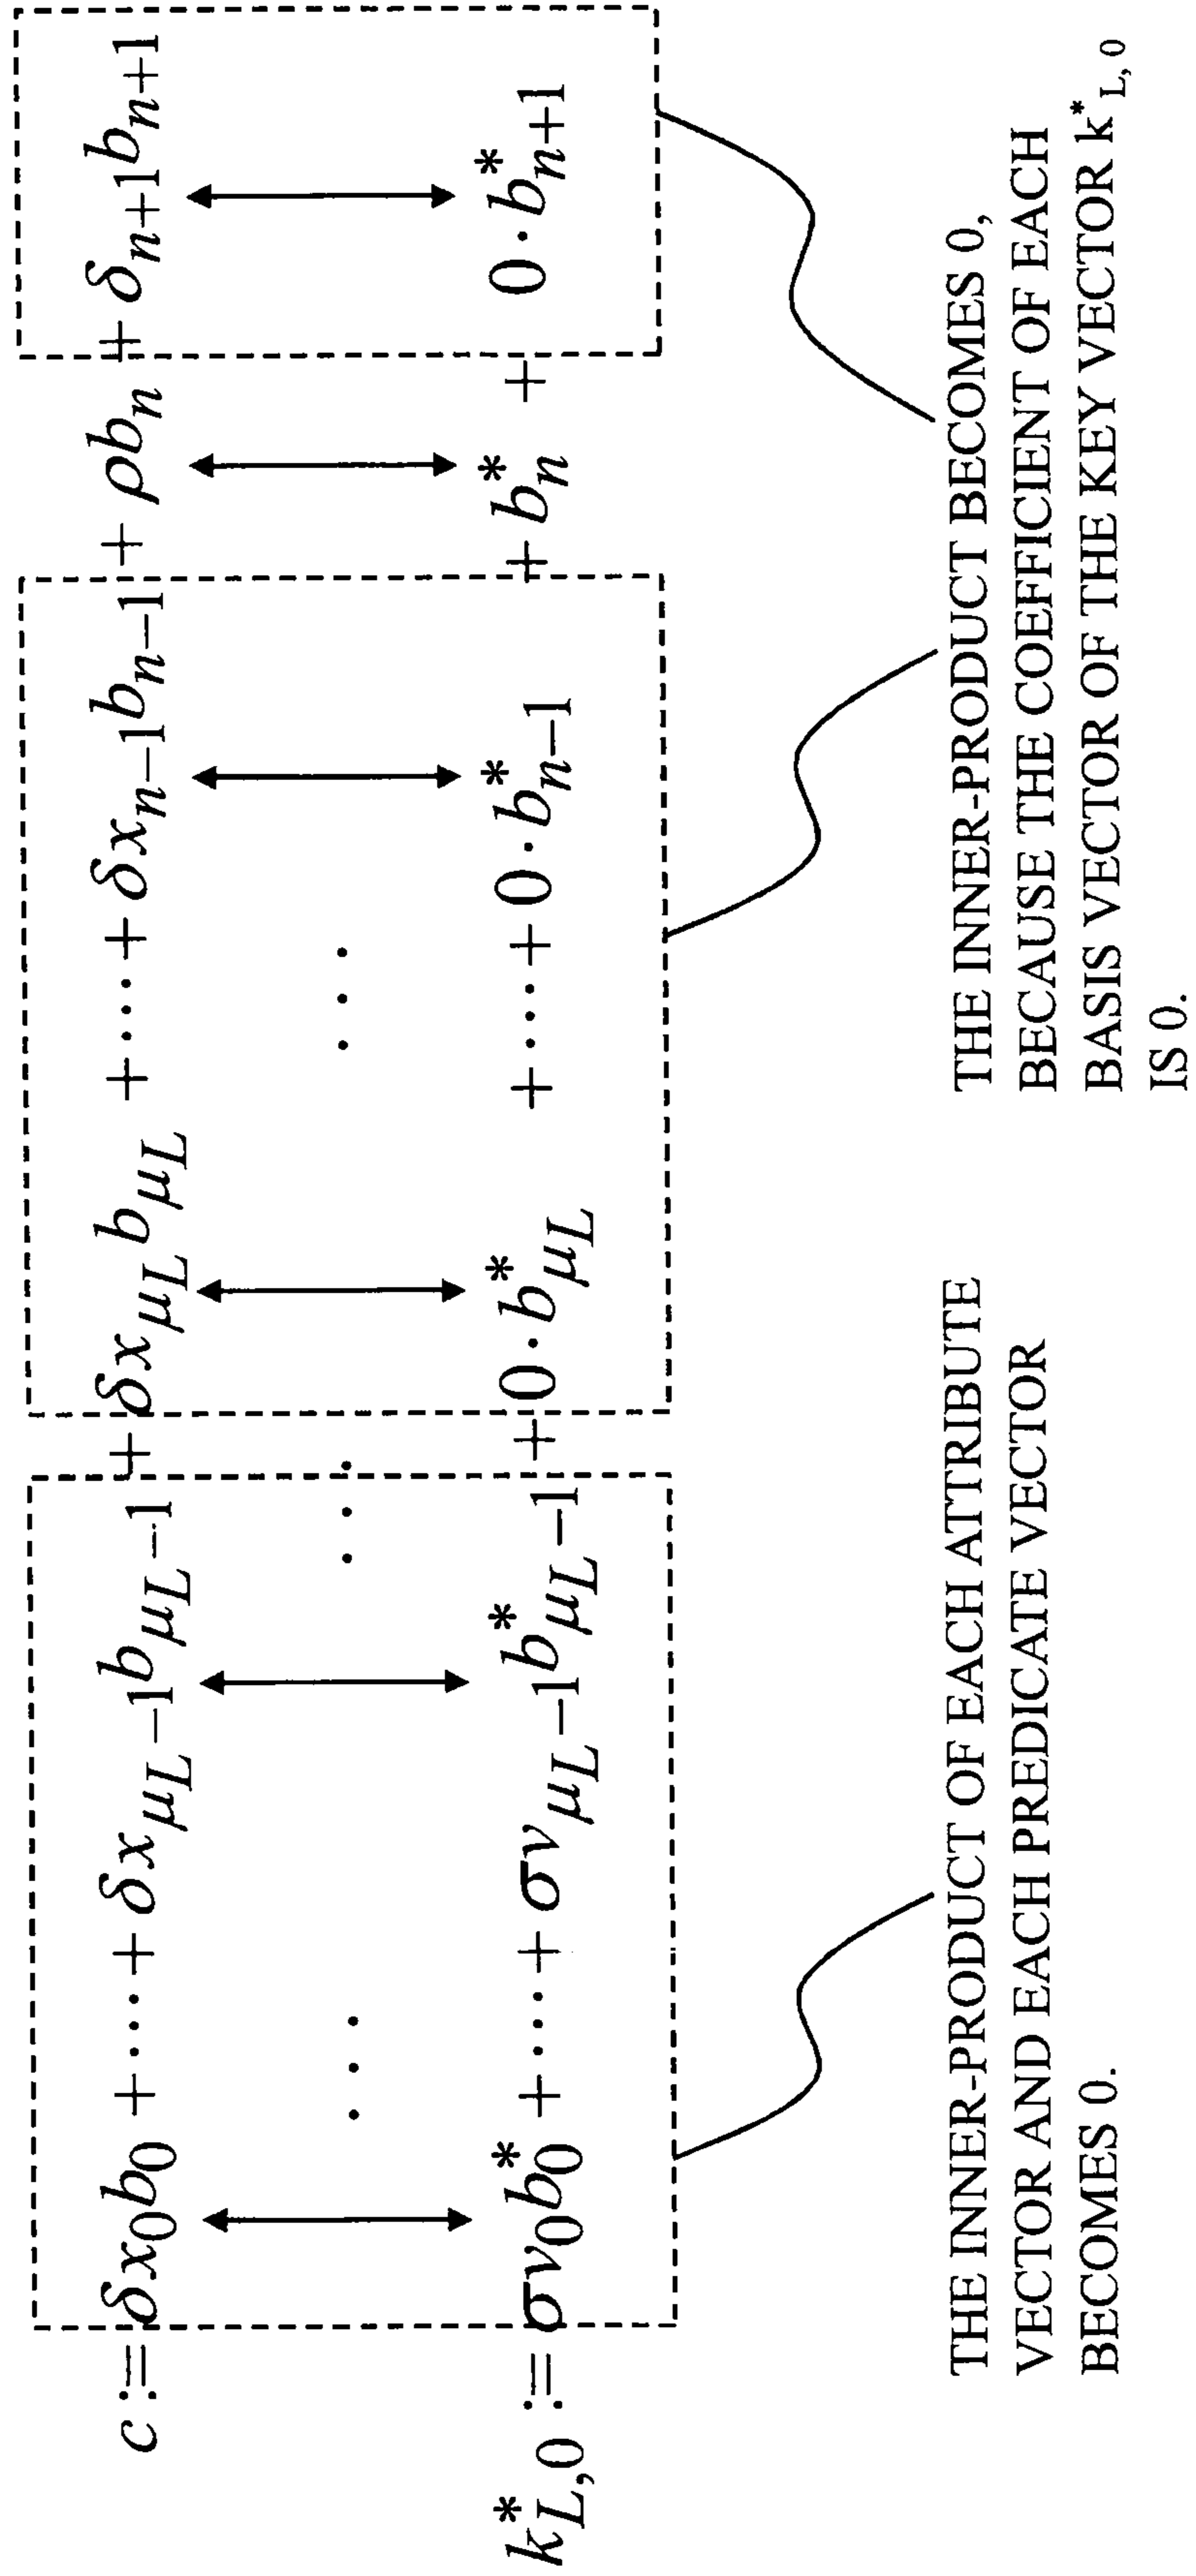 c := δx₀b₀ + ···· + δx_{μ_L−1}b_{μ_L−1} + δx_{μ_L}b_{μ_L} + ···· + δx_{n−1}b_{n−1} + ρb_n + δ_{n+1}b_{n+1}
. . . . . . . . .
k*_{L,0} := σv₀b*₀ + ···· + σv_{μ_L−1}b*_{μ_L−1} + 0·b*_{μ_L} + ···· + 0·b*_{n−1} + b*_n + 0·b*_{n+1}
THE INNER-PRODUCT OF EACH ATTRIBUTE
VECTOR AND EACH PREDICATE VECTOR
BECOMES 0.
THE INNER-PRODUCT BECOMES 0,
BECAUSE THE COEFFICIENT OF EACH
BASIS VECTOR OF THE KEY VECTOR k*_{L, 0}
IS 0.